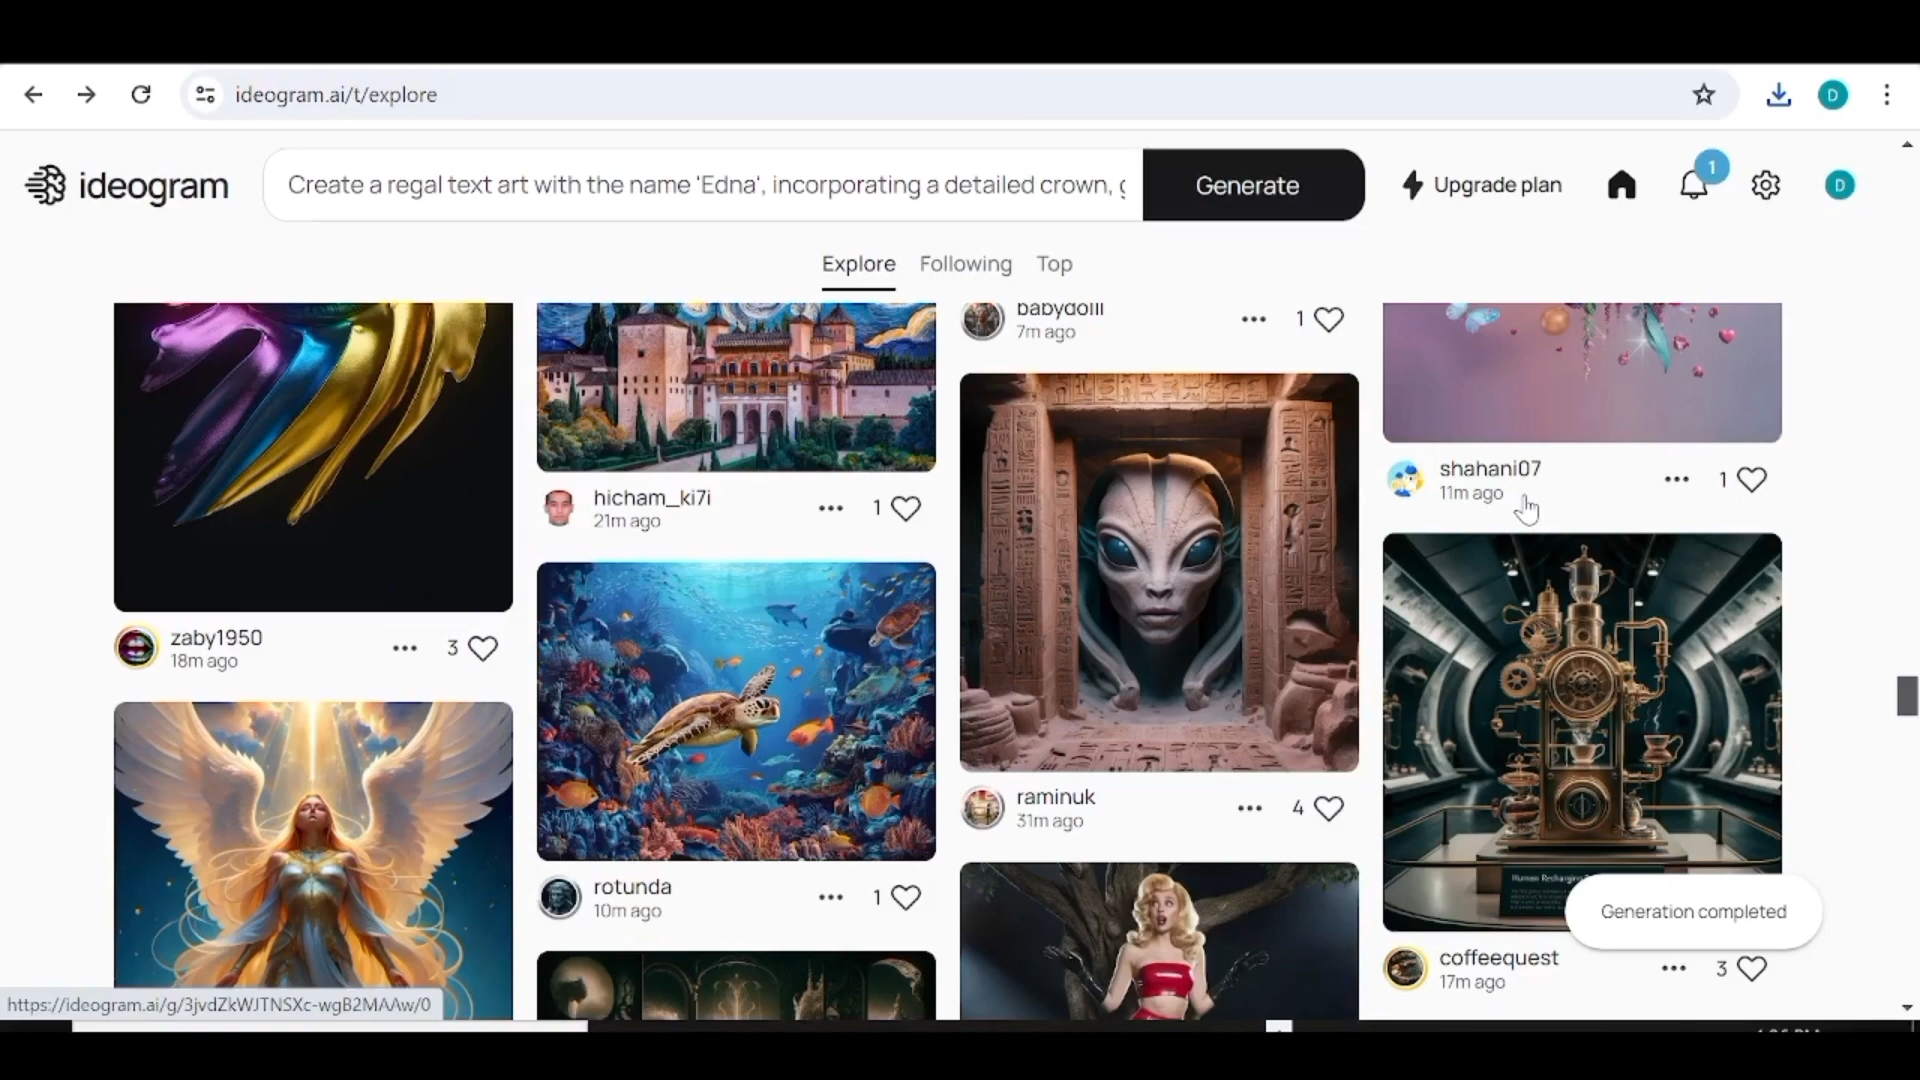 ideogram.ai/t/explore
D
ideogram
Create a regal text art with the name 'Edna', incorporating a detailed crown, g
Generate
Upgrade plan
1
D
Explore
Following
Top
babydolll
7m ago
1
shahani07
11m ago
1
hicham_ki7i
21m ago
1
zaby1950
18m ago
3
raminuk
31m ago
4
rotunda
10m ago
1
Human Recharging
Generation completed
coffeequest
17m ago
3
https://ideogram.ai/g/3jvdZkWJTNSXc-wgB2MAAw/0